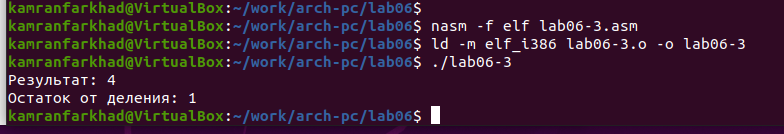 kamranfarkhad@VirtualBox:~/work/arch-pc/lab06$
kamranfarkhad@VirtualBox:~/work/arch-pc/lab06$ nasm -f elf lab06-3.asm
kamranfarkhad@VirtualBox:~/work/arch-pc/lab06$ ld -m elf_i386 lab06-3.o -o lab06-3
kamranfarkhad@VirtualBox:~/work/arch-pc/lab06$ ./lab06-3
Результат: 4
Остаток от деления: 1
kamranfarkhad@VirtualBox:~/work/arch-pc/lab06$